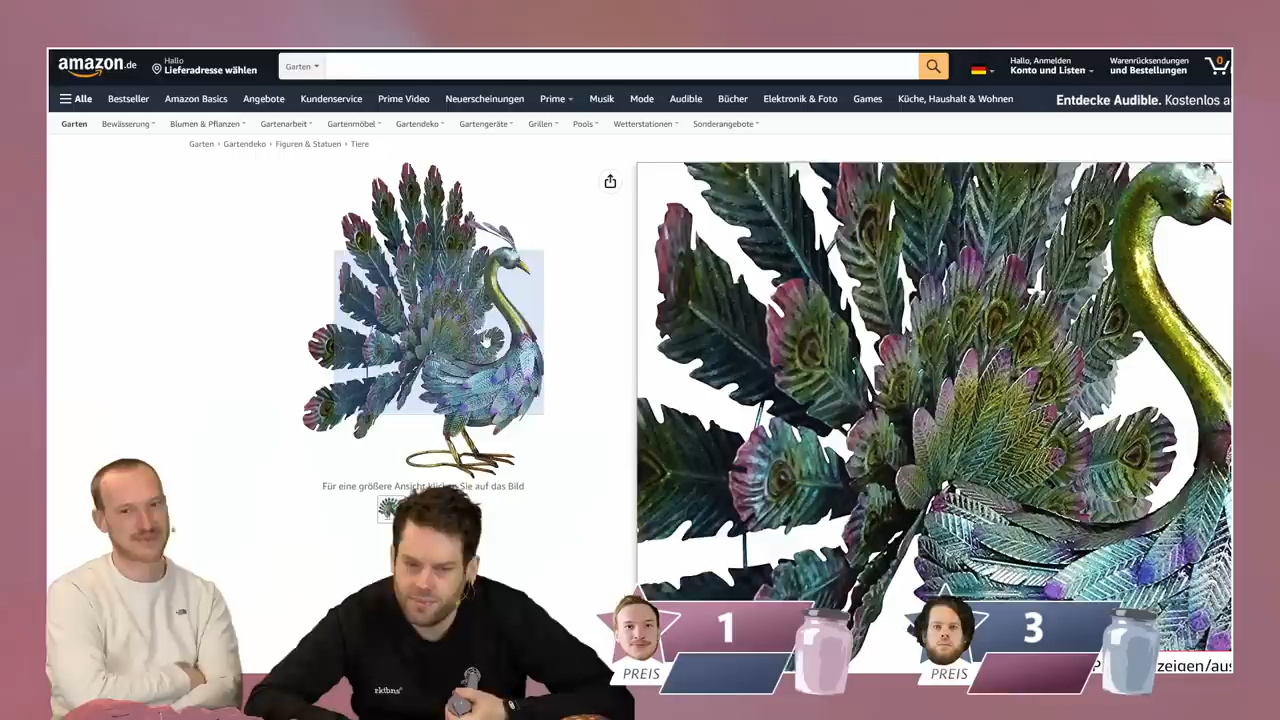 amazon.de
Hallo
Lieferadresse wählen
Garten
Hallo, Anmelden
Konto und Listen
Warenrücksendungen
und Bestellungen
0
Alle
Bestseller
Amazon Basics
Angebote
Kundenservice
Prime Video
Neuerscheinungen
Prime
Musik
Mode
Audible
Bücher
Elektronik & Foto
Games
Küche, Haushalt & Wohnen
Entdecke Audible. Kostenlos a
Garten
Bewässerung
Blumen & Pflanzen
Gartenarbeit
Gartenmöbel
Gartendeko
Gartengeräte
Grillen
Pools
Wetterstationen
Sonderangebote
Garten › Gartendeko › Figuren & Statuen › Tiere
Für eine größere Ansicht klicken Sie auf das Bild
1
PREIS
3
PREIS
zeigen/aus
rktbns